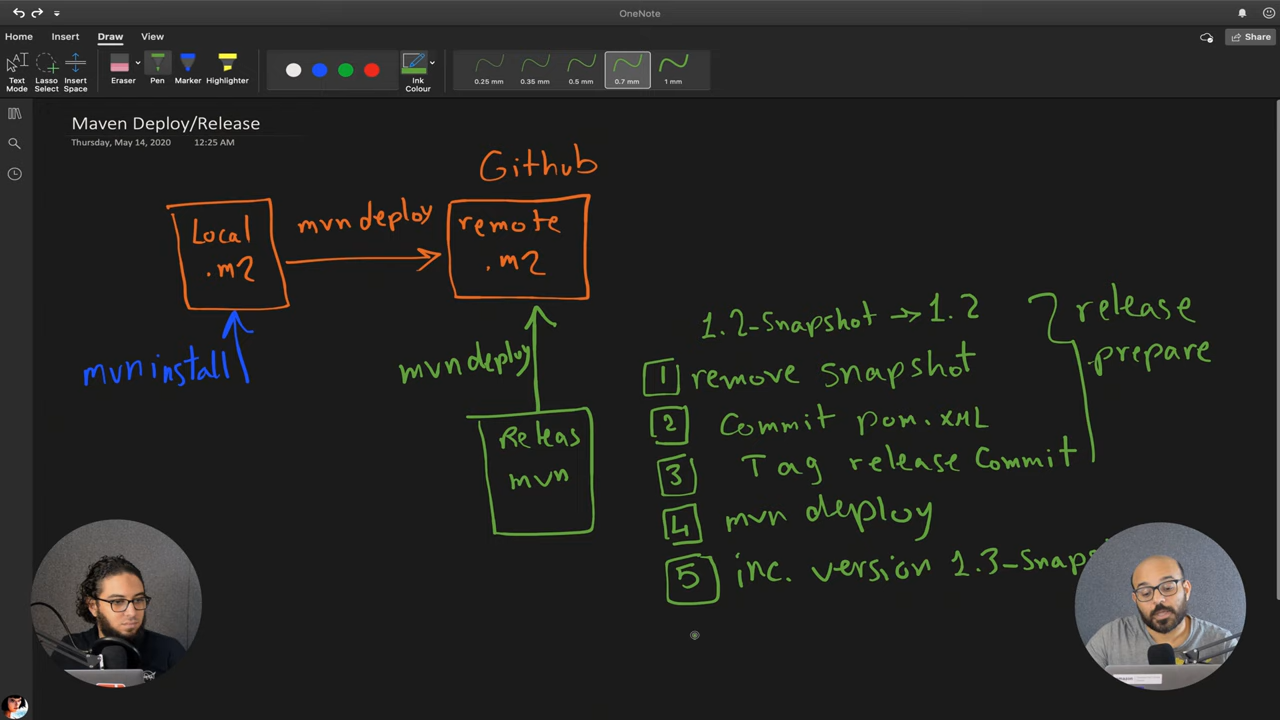 OneNote
Home Insert Draw View
Share
Text Mode
Lasso Select
Insert Space
Eraser
Pen
Marker
Highlighter
Ink Colour
0.25 mm
0.35 mm
0.5 mm
0.7 mm
1 mm
Maven Deploy/Release
Thursday, May 14, 2020 12:25 AM
Github
Local
.m2
mvn deploy
remote
.m2
mvn install
mvn deploy
Releas
mvn
1.2-Snapshot → 1.2
release
prepare
1 remove snapshot
2 Commit pom.XML
3 Tag release Commit
4 mvn deploy
5 inc. version 1.3-Snaps